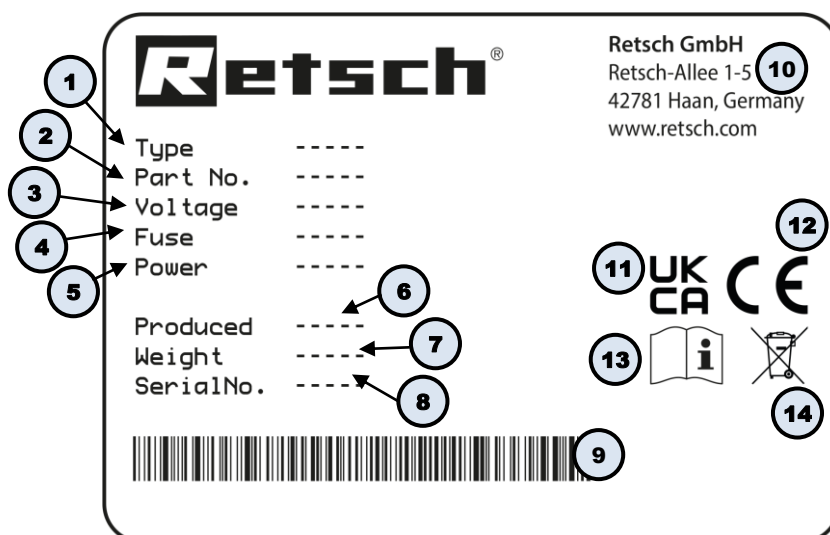 Retsch®
Retsch GmbH
Retsch-Allee 1-5
42781 Haan, Germany
www.retsch.com
10
1
2
3
4
5
Type -----
Part No. -----
Voltage -----
Fuse -----
Power -----
6
7
8
Produced -----
Weight -----
SerialNo. -----
9
11
UK
CA
CE
12
13
i
14